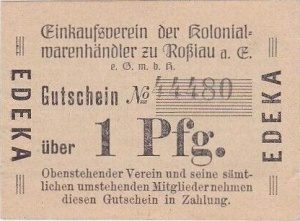 Einkaufsverein der Kolonial-
warenhändler zu Roßlau a. E.
e. G. m. b. H.
Gutschein No 44480
über 1 Pfg.
Obenstehender Verein und seine sämt-
lichen umstehenden Mitglieder nehmen
diesen Gutschein in Zahlung.
EDEKA
EDEKA